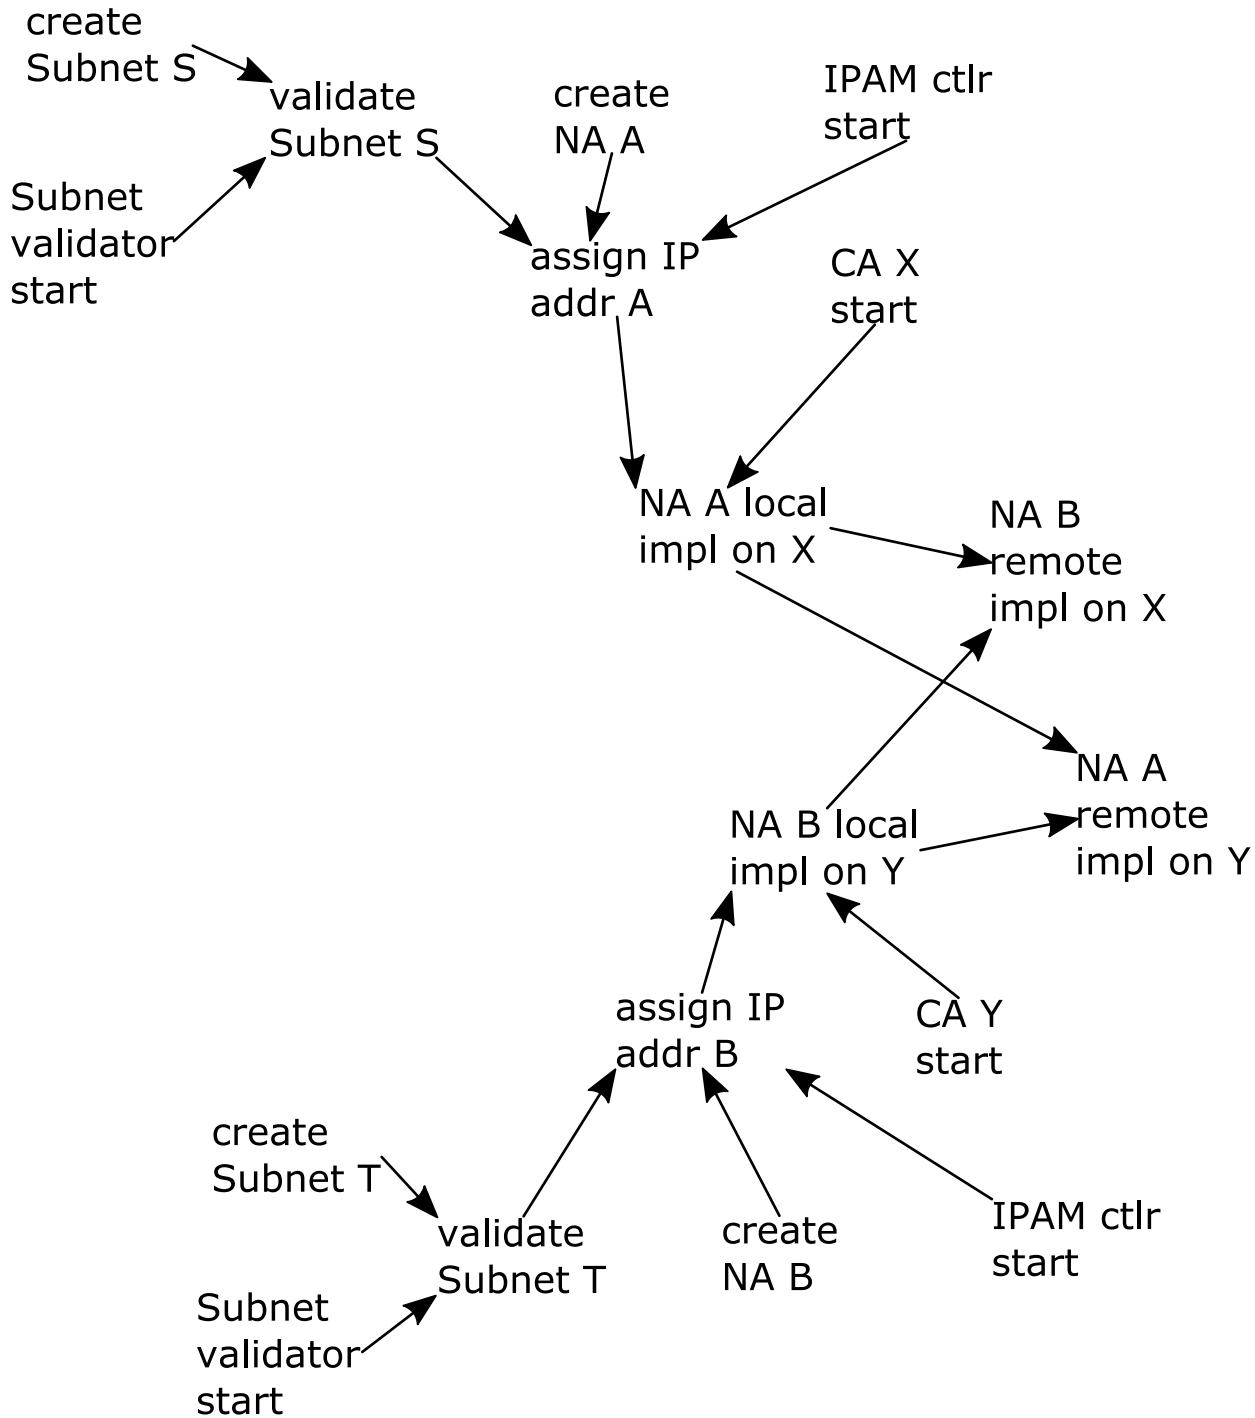 create
Subnet S
validate
Subnet S
create
NA A
IPAM ctlr
start
Subnet
validator
start
assign IP
addr A
CA X
start
NA A local
impl on X
NA B
remote
impl on X
NA A
remote
impl on Y
NA B local
impl on Y
assign IP
addr B
CA Y
start
create
Subnet T
validate
Subnet T
create
NA B
IPAM ctlr
start
Subnet
validator
start